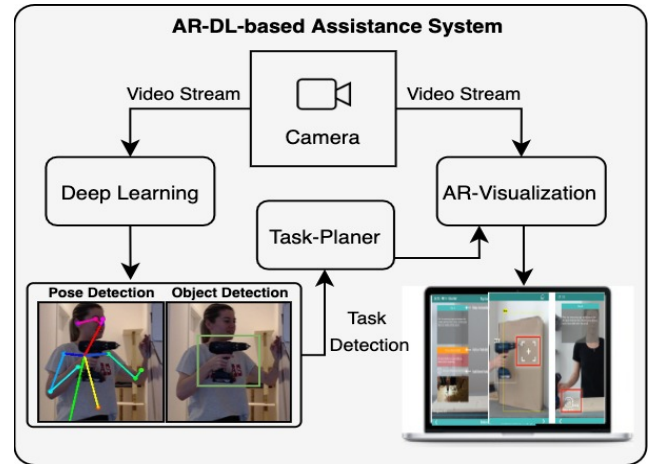 AR-DL-based Assistance System
Video Stream
Video Stream
Camera
Deep Learning
AR-Visualization
Task-Planer
Pose Detection
Object Detection
Task
Detection